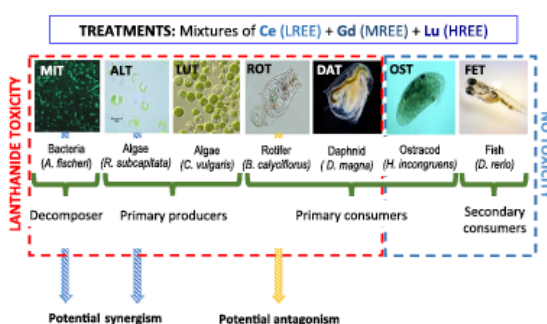 TREATMENTS: Mixtures of Ce (LREE) + Gd (MREE) + Lu (HREE)
LANTHANIDE TOXICITY
MIT ALT LUT ROT DAT OST FET
NO TOXICITY
Bacteria Algae Algae Rotifer Daphnid Ostracod Fish
(A. fischeri) (R. subcapitata) (C. vulgaris) (B. calyciflorus) (D. magna) (H. incongruens) (D. rerio)
Decomposer Primary producers Primary consumers Secondary
consumers
Potential synergism Potential antagonism